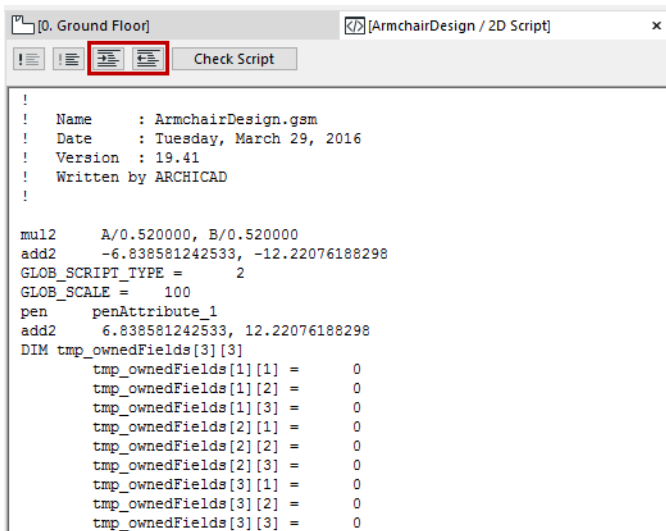 [0. Ground Floor]
[ArmchairDesign / 2D Script]
Check Script
!
! Name : ArmchairDesign.gsm
! Date : Tuesday, March 29, 2016
! Version : 19.41
! Written by ARCHICAD
!
mul2 A/0.520000, B/0.520000
add2 -6.838581242533, -12.22076188298
GLOB_SCRIPT_TYPE = 2
GLOB_SCALE = 100
pen penAttribute_1
add2 6.838581242533, 12.22076188298
DIM tmp_ownedFields[3][3]
tmp_ownedFields[1][1] = 0
tmp_ownedFields[1][2] = 0
tmp_ownedFields[1][3] = 0
tmp_ownedFields[2][1] = 0
tmp_ownedFields[2][2] = 0
tmp_ownedFields[2][3] = 0
tmp_ownedFields[3][1] = 0
tmp_ownedFields[3][2] = 0
tmp_ownedFields[3][3] = 0